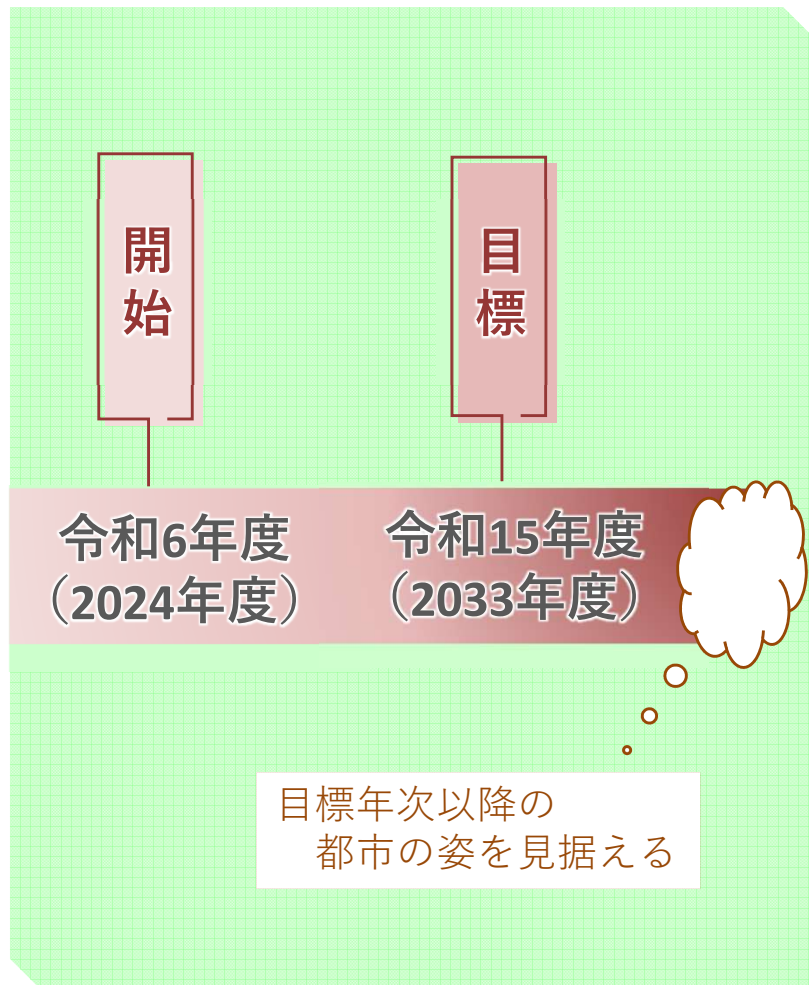 開始
目標
令和6年度
（2024年度）
令和15年度
（2033年度）
目標年次以降の
都市の姿を見据える